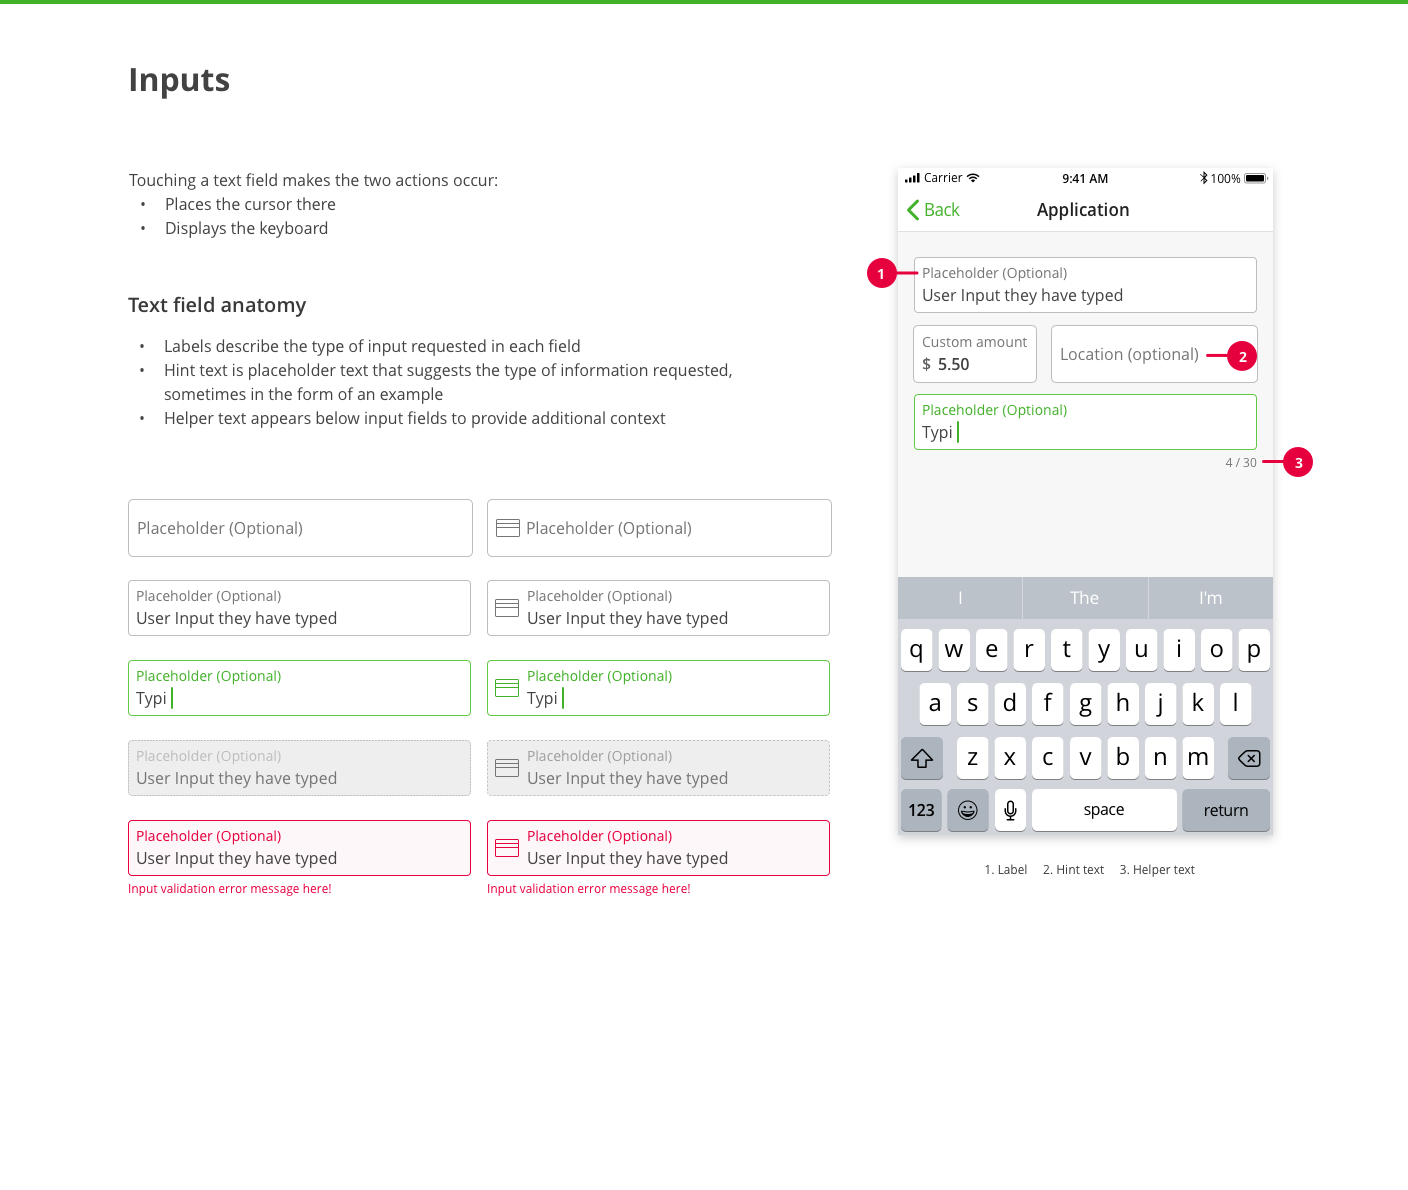 Inputs
Touching a text field makes the two actions occur:
• Places the cursor there
• Displays the keyboard
Text field anatomy
• Labels describe the type of input requested in each field
• Hint text is placeholder text that suggests the type of information requested,
sometimes in the form of an example
• Helper text appears below input fields to provide additional context
Placeholder (Optional)
Placeholder (Optional)
Placeholder (Optional)
User Input they have typed
Placeholder (Optional)
User Input they have typed
Placeholder (Optional)
Typi
Placeholder (Optional)
Typi
Placeholder (Optional)
User Input they have typed
Placeholder (Optional)
User Input they have typed
Placeholder (Optional)
User Input they have typed
Input validation error message here!
Placeholder (Optional)
User Input they have typed
Input validation error message here!
Carrier 9:41 AM 100%
Back Application
1
Placeholder (Optional)
User Input they have typed
Custom amount
$ 5.50
Location (optional)
2
Placeholder (Optional)
Typi
4 / 30
3
I The I'm
q w e r t y u i o p
a s d f g h j k l
z x c v b n m
123 space return
1. Label 2. Hint text 3. Helper text